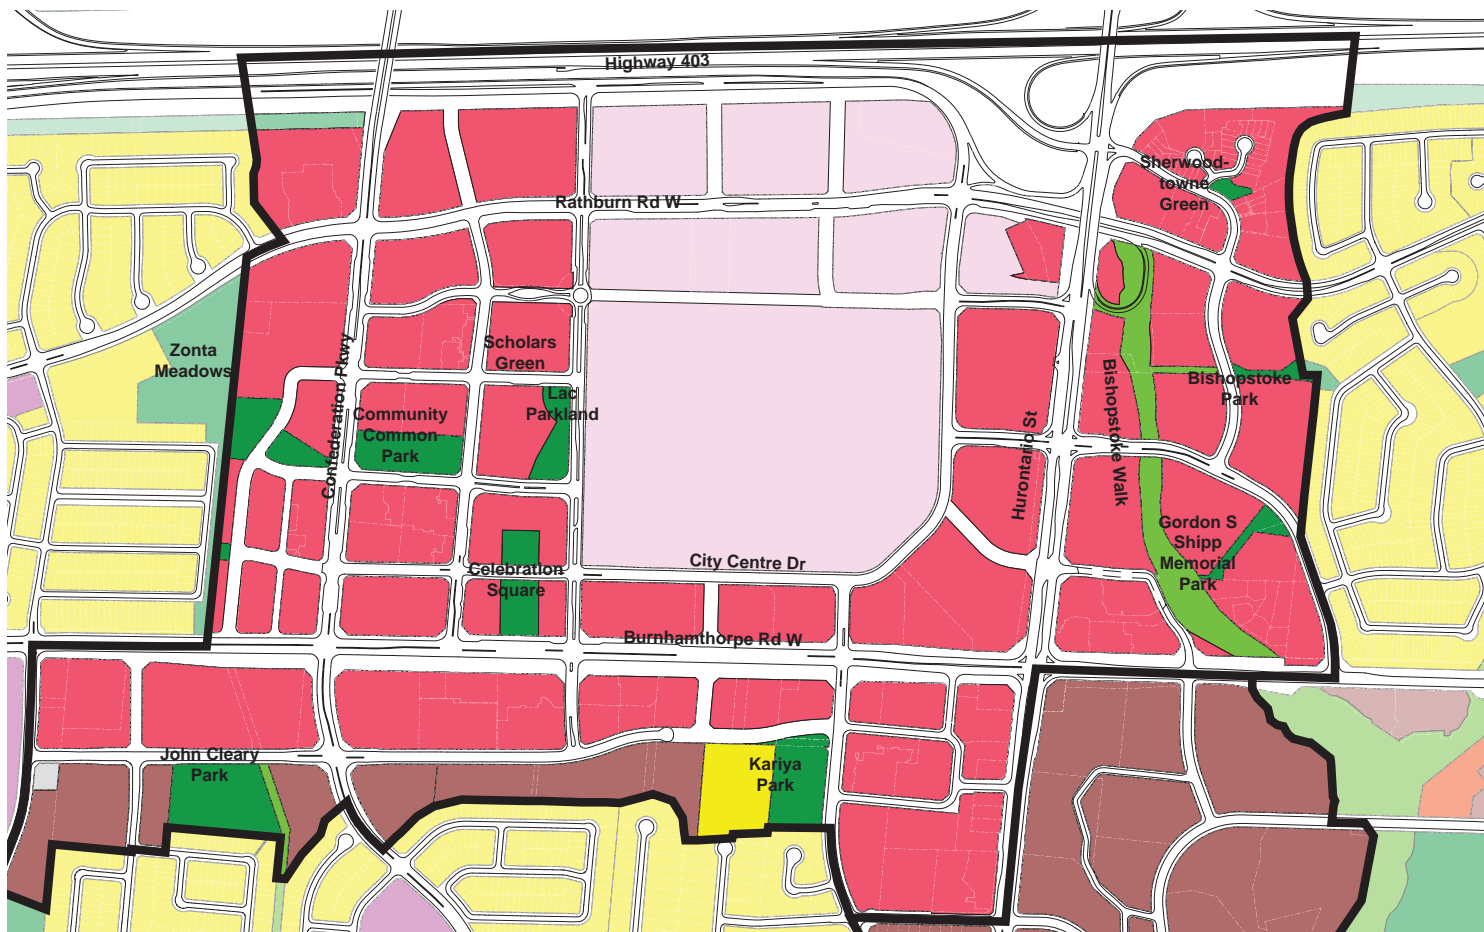 Highway 403
Sherwood-
towne
Green
Rathburn Rd W
Zonta
Meadows
Confederation Pkwy
Scholars
Green
Lac
Parkland
Community
Common
Park
Bishopstoke
Park
Bishopstoke Walk
Hurontario St
Gordon S
Shipp
Memorial
Park
City Centre Dr
Celebration
Square
Burnhamthorpe Rd W
John Cleary
Park
Kariya
Park